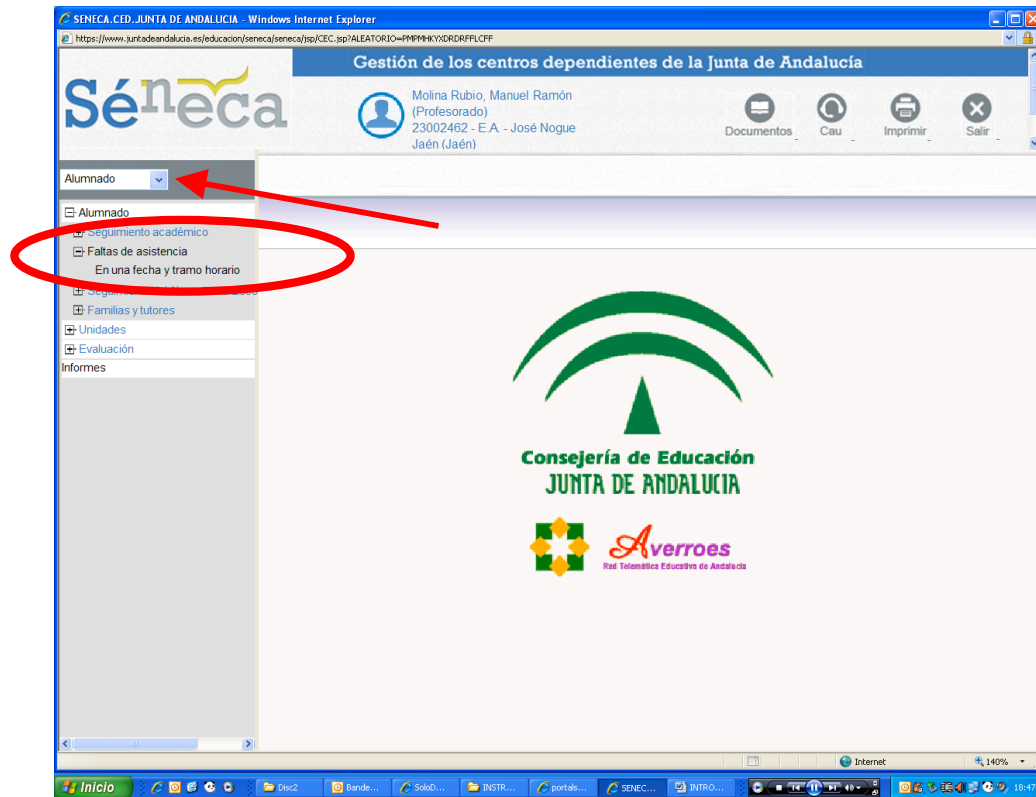 SENECA.CED.JUNTA DE ANDALUCIA - Windows Internet Explorer
https://www.juntadeandalucia.es/educacion/seneca/seneca/jsp/CEC.jsp?ALEATORIO=PMPMHKYXDRDRFFLCFF
Gestión de los centros dependientes de la Junta de Andalucía
Séneca
Molina Rubio, Manuel Ramón
(Profesorado)
23002462 - E.A. - José Nogue
Jaén (Jaén)
Documentos
Cau
Imprimir
Salir
Alumnado
Alumnado
Seguimiento académico
Faltas de asistencia
En una fecha y tramo horario
Familias y tutores
Unidades
Evaluación
Informes
Consejería de Educación
JUNTA DE ANDALUCIA
Averroes
Red Telemática Educativa de Andalucía
Internet
140%
Inicio
Disc2
Bande...
SoloD...
INSTR...
portals...
SENEC...
INTRO...